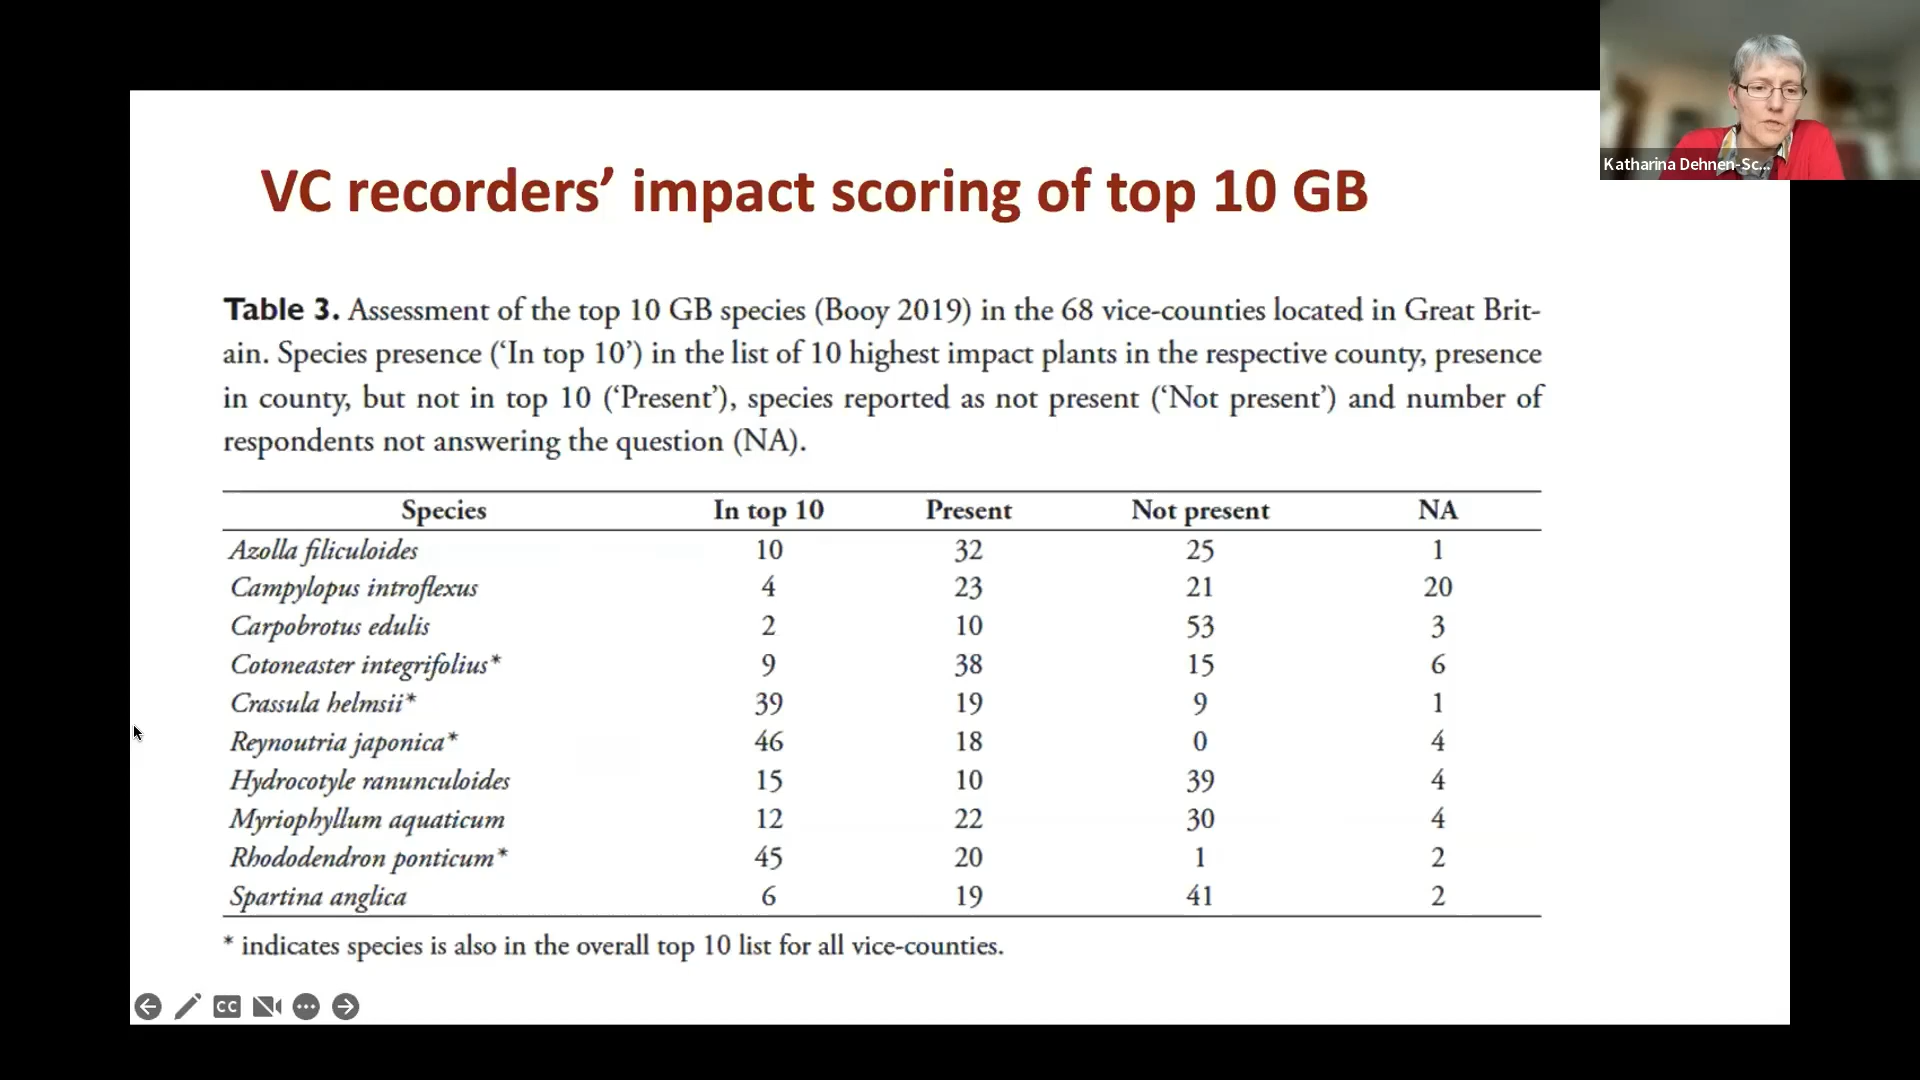 VC recorders’ impact scoring of top 10 GB
Katharina Dehnen-Sc...
Table 3. Assessment of the top 10 GB species (Booy 2019) in the 68 vice-counties located in Great Brit-
ain. Species presence (‘In top 10’) in the list of 10 highest impact plants in the respective county, presence
in county, but not in top 10 (‘Present’), species reported as not present (‘Not present’) and number of
respondents not answering the question (NA).
Species In top 10 Present Not present NA
Azolla filiculoides 10 32 25 1
Campylopus introflexus 4 23 21 20
Carpobrotus edulis 2 10 53 3
Cotoneaster integrifolius* 9 38 15 6
Crassula helmsii* 39 19 9 1
Reynoutria japonica* 46 18 0 4
Hydrocotyle ranunculoides 15 10 39 4
Myriophyllum aquaticum 12 22 30 4
Rhododendron ponticum* 45 20 1 2
Spartina anglica 6 19 41 2
* indicates species is also in the overall top 10 list for all vice-counties.
CC